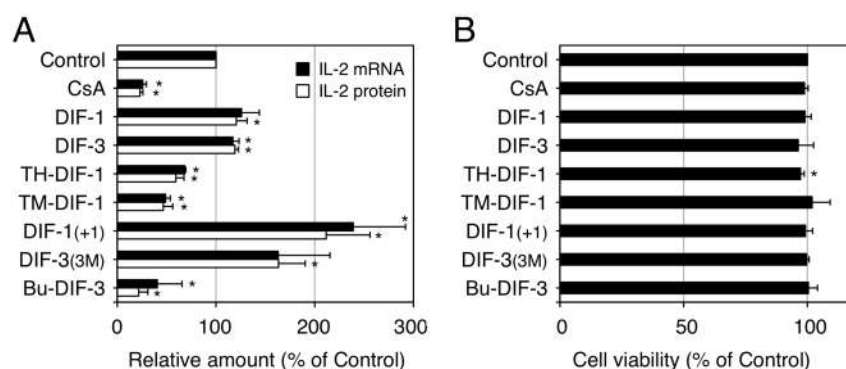 A
Control
CsA
DIF-1
DIF-3
TH-DIF-1
TM-DIF-1
DIF-1(+1)
DIF-3(3M)
Bu-DIF-3
IL-2 mRNA
IL-2 protein
* 
*
*
*
*
*
*
*
*
*
*
*
*
*
0 100 200 300
Relative amount (% of Control)
B
Control
CsA
DIF-1
DIF-3
TH-DIF-1
TM-DIF-1
DIF-1(+1)
DIF-3(3M)
Bu-DIF-3
*
0 50 100
Cell viability (% of Control)